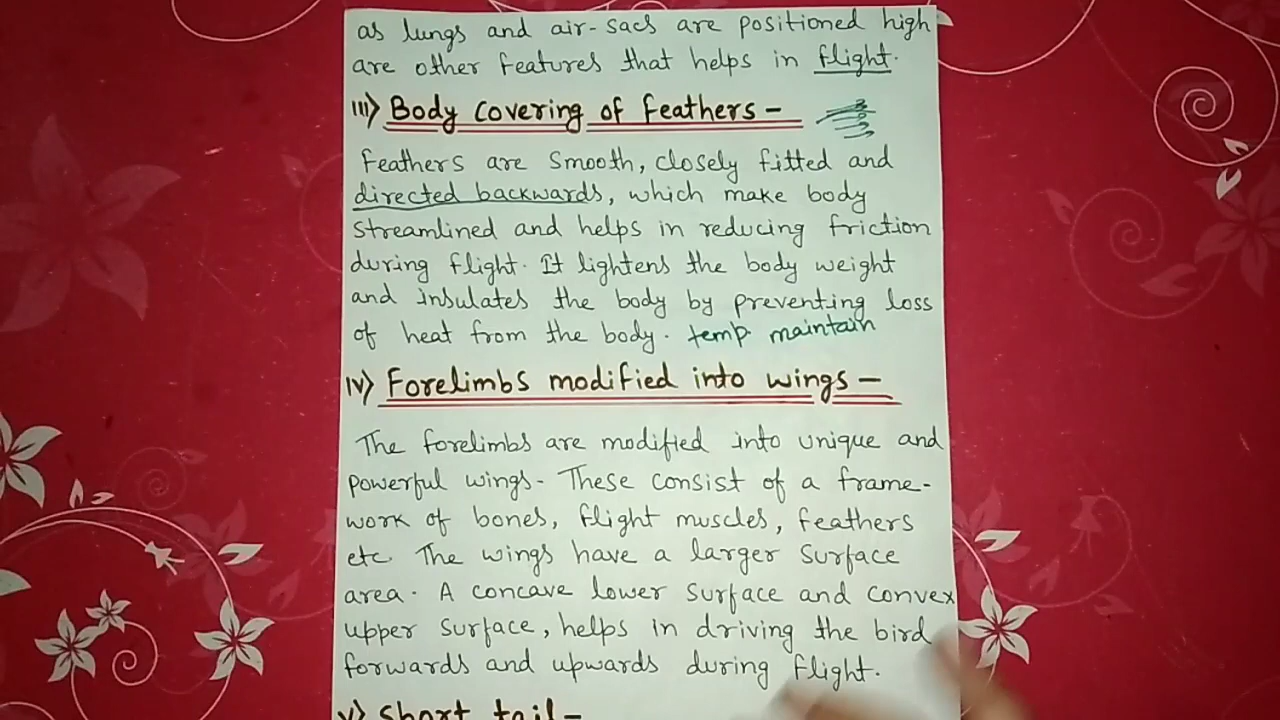 as lungs and air-sacs are positioned high
are other features that helps in flight.
III) Body covering of feathers -
Feathers are smooth, closely fitted and
directed backwards, which make body
streamlined and helps in reducing friction
during flight. It lightens the body weight
and insulates the body by preventing loss
of heat from the body. temp. maintain
IV) Forelimbs modified into wings -
The forelimbs are modified into unique and
powerful wings - These consist of a frame-
work of bones, flight muscles, feathers
etc. The wings have a larger surface
area. A concave lower surface and convex
upper surface, helps in driving the bird
forwards and upwards during flight.
V) Short tail -